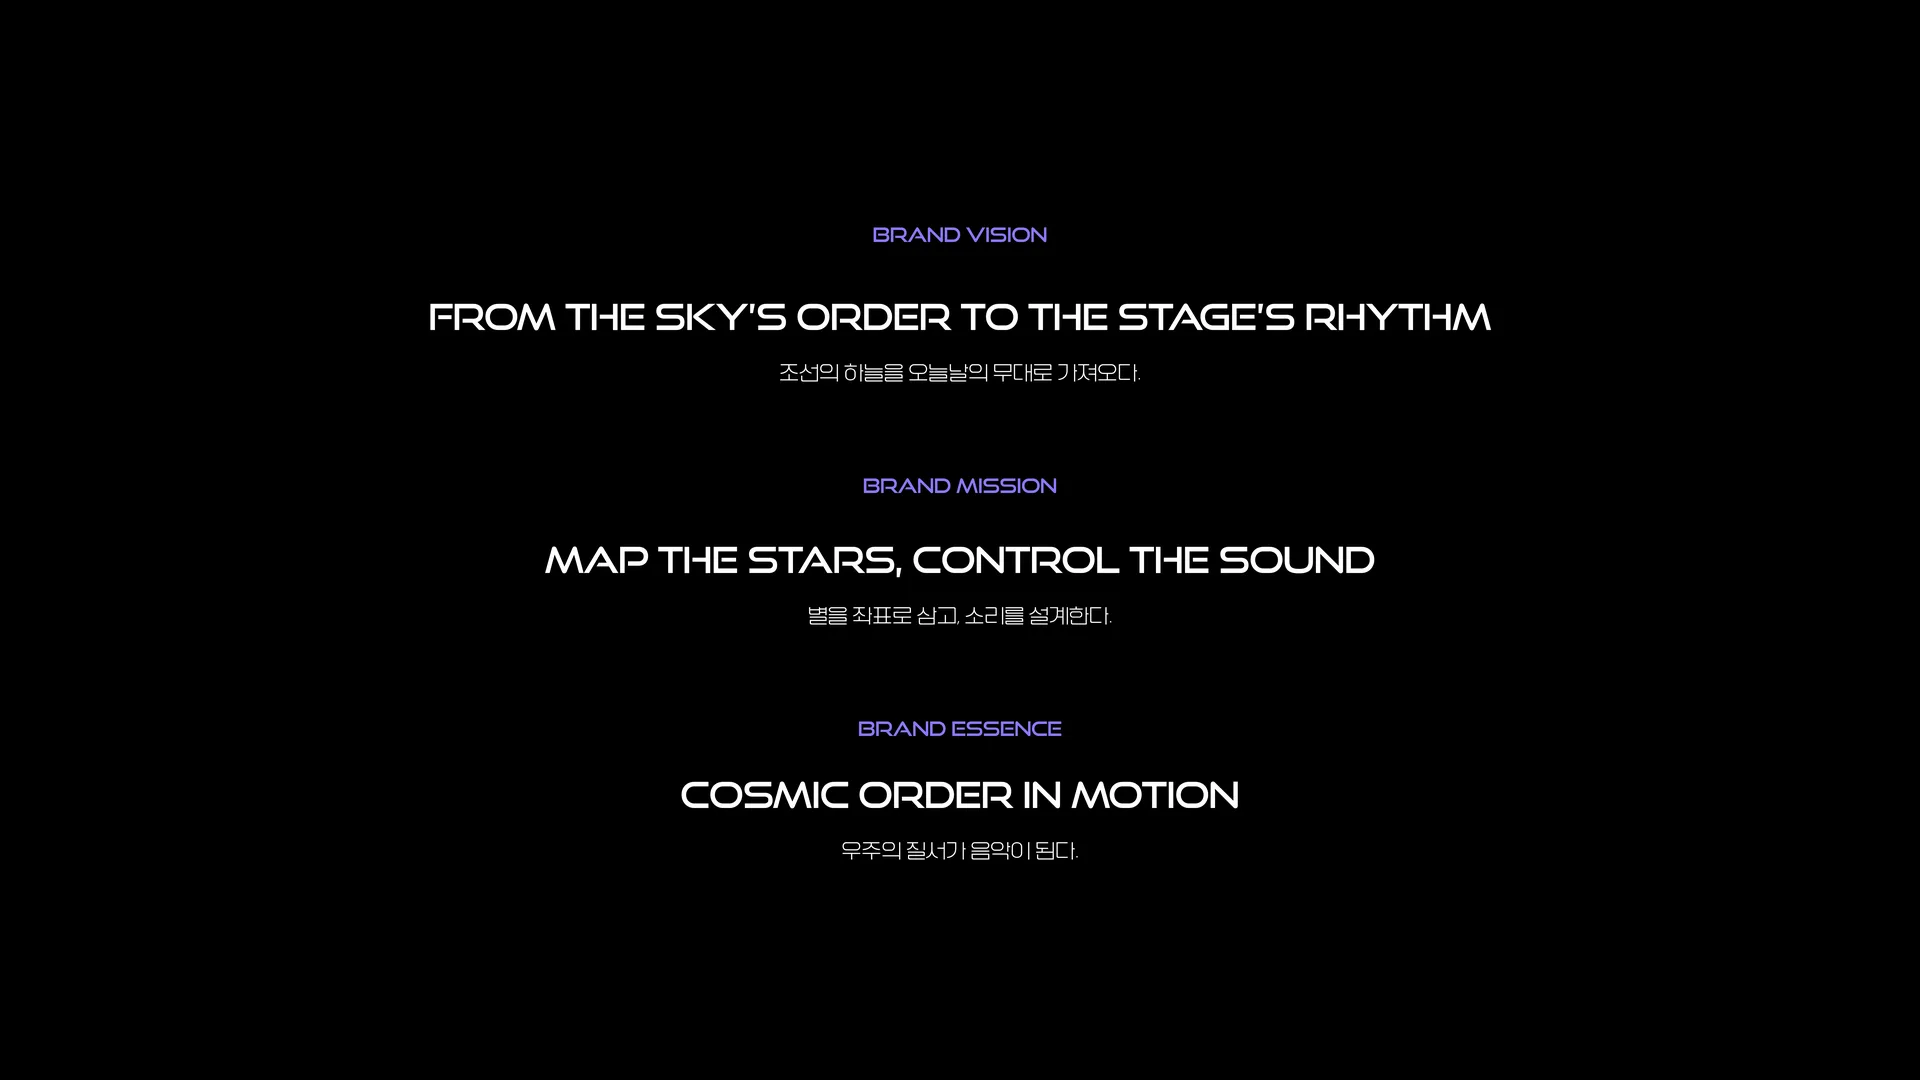 BRAND VISION
FROM THE SKY'S ORDER TO THE STAGE'S RHYTHM
조선의 하늘을 오늘날의 무대로 가져오다.
BRAND MISSION
MAP THE STARS, CONTROL THE SOUND
별을 좌표로 삼고, 소리를 설계한다.
BRAND ESSENCE
COSMIC ORDER IN MOTION
우주의 질서가 음악이 됩다.